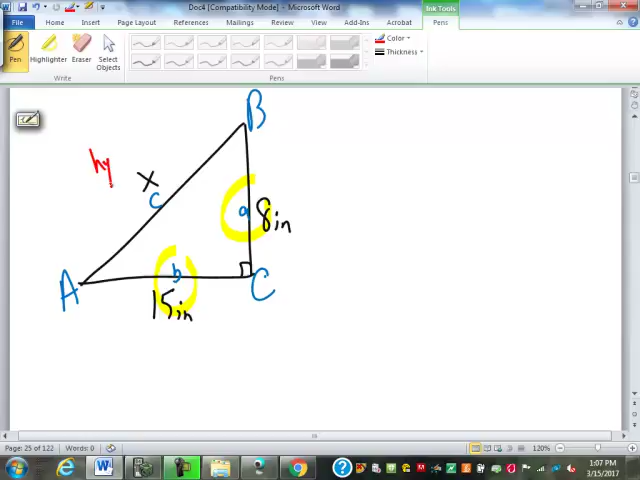 Doc4 [Compatibility Mode] - Microsoft Word
Ink Tools
File Home Insert Page Layout References Mailings Review View Add-Ins Acrobat Pens
Pen Highlighter Eraser Select Objects
Color
Thickness
Write
Pens
B
hy
x
c
a 8in
A b C
15in
Page: 25 of 122 Words: 0
120%
1:07 PM
3/15/2017